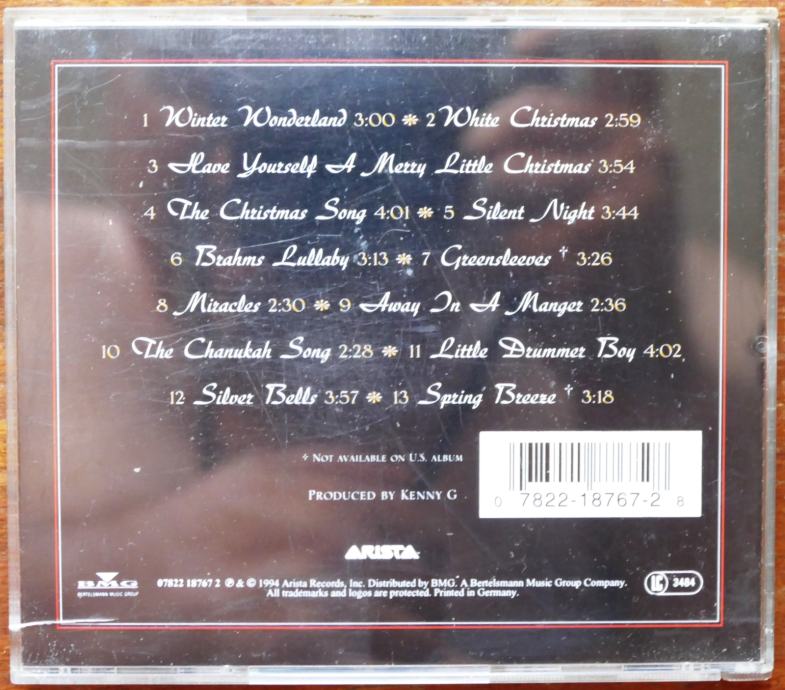 1 Winter Wonderland 3:00 * 2 White Christmas 2:59
3 Have Yourself A Merry Little Christmas 3:54
4 The Christmas Song 4:01 * 5 Silent Night 3:44
6 Brahms Lullaby 3:13 * 7 Greensleeves † 3:26
8 Miracles 2:30 * 9 Away In A Manger 2:36
10 The Chanukah Song 2:28 * 11 Little Drummer Boy 4:02
12 Silver Bells 3:57 * 13 Spring Breeze † 3:18
† NOT AVAILABLE ON U.S. ALBUM
PRODUCED BY KENNY G
0 7822-18767-2 8
ARISTA
BMG
BERTELSMANN MUSIC GROUP
07822 18767 2 ℗ & © 1994 Arista Records, Inc. Distributed by BMG. A Bertelsmann Music Group Company.
All trademarks and logos are protected. Printed in Germany.
LC 3484